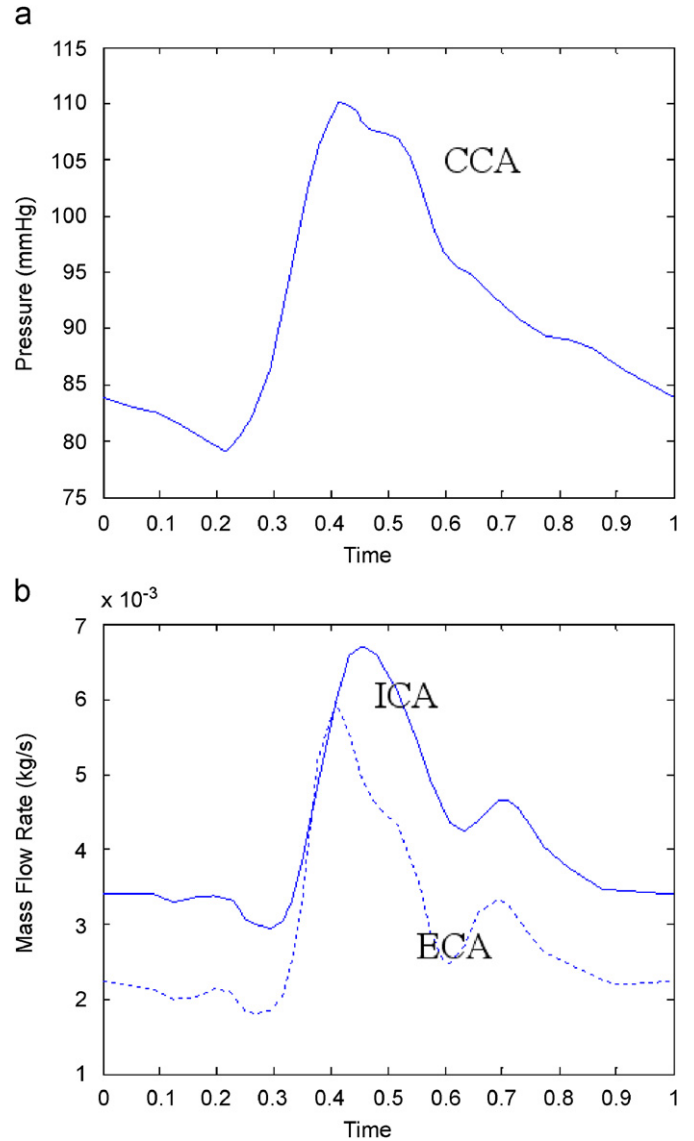 a
115
110
105
100
95
90
85
80
75
Pressure (mmHg)
CCA
0 0.1 0.2 0.3 0.4 0.5 0.6 0.7 0.8 0.9 1
Time
b
x 10⁻³
7
6
5
4
3
2
1
Mass Flow Rate (kg/s)
ICA
ECA
0 0.1 0.2 0.3 0.4 0.5 0.6 0.7 0.8 0.9 1
Time